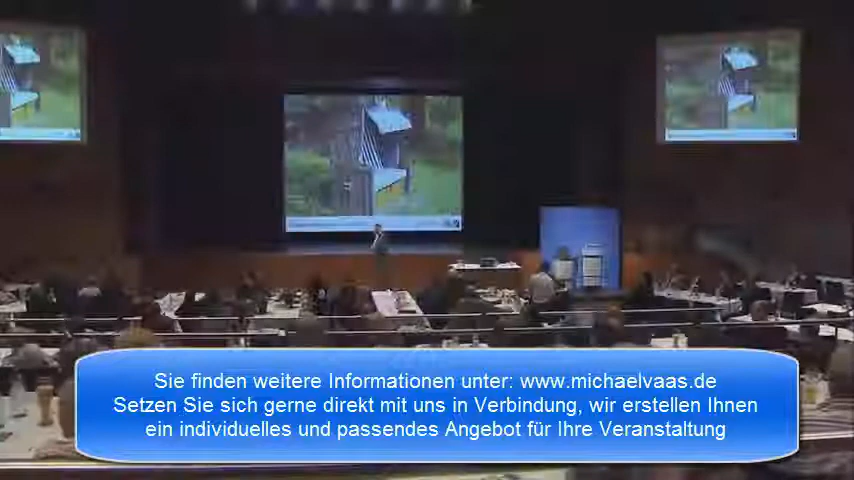 Sie finden weitere Informationen unter: www.michaelvaas.de
Setzen Sie sich gerne direkt mit uns in Verbindung, wir erstellen Ihnen
ein individuelles und passendes Angebot für Ihre Veranstaltung